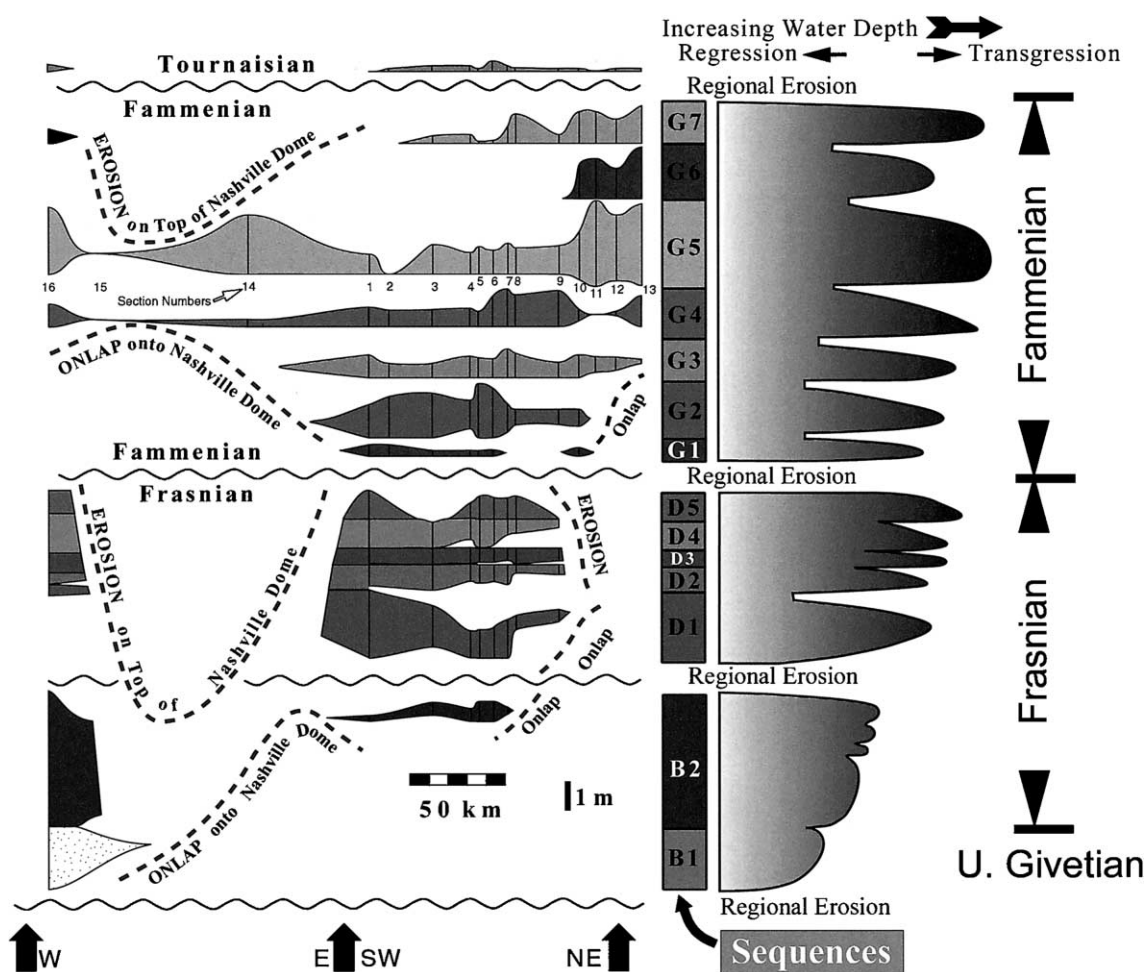 Increasing Water Depth
Regression
Transgression
Tournaisian
Regional Erosion
Fammenian
EROSION on Top of Nashville Dome
G7
G6
G5
G4
G3
G2
G1
Fammenian
16 15 14 1 2 3 4 5 6 7 8 9 10 11 12 13
Section Numbers
ONLAP onto Nashville Dome
Onlap
Fammenian
Regional Erosion
Frasnian
EROSION on Top of Nashville Dome
EROSION
Onlap
D5
D4
D3
D2
D1
Frasnian
Regional Erosion
ONLAP onto Nashville Dome
Onlap
50 km
1 m
B2
B1
U. Givetian
Regional Erosion
W E SW NE
Sequences